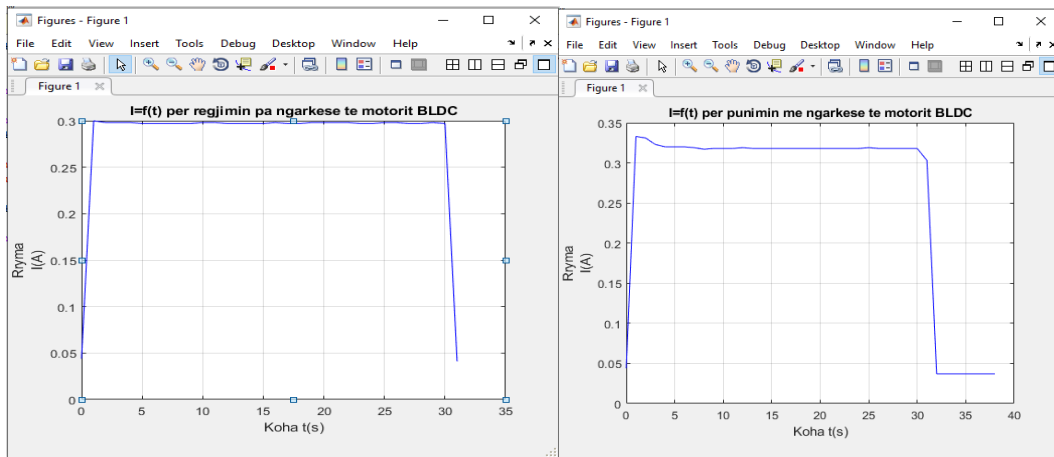 Figures - Figure 1
File Edit View Insert Tools Debug Desktop Window Help
Figure 1
I=f(t) per regjimin pa ngarkese te motorit BLDC
0.3
0.25
0.2
0.15
0.1
0.05
0
Rryma
I(A)
0 5 10 15 20 25 30 35
Koha t(s)
Figures - Figure 1
File Edit View Insert Tools Debug Desktop Window Help
Figure 1
I=f(t) per punimin me ngarkese te motorit BLDC
0.35
0.3
0.25
0.2
0.15
0.1
0.05
0
Rryma
I(A)
0 5 10 15 20 25 30 35 40
Koha t(s)